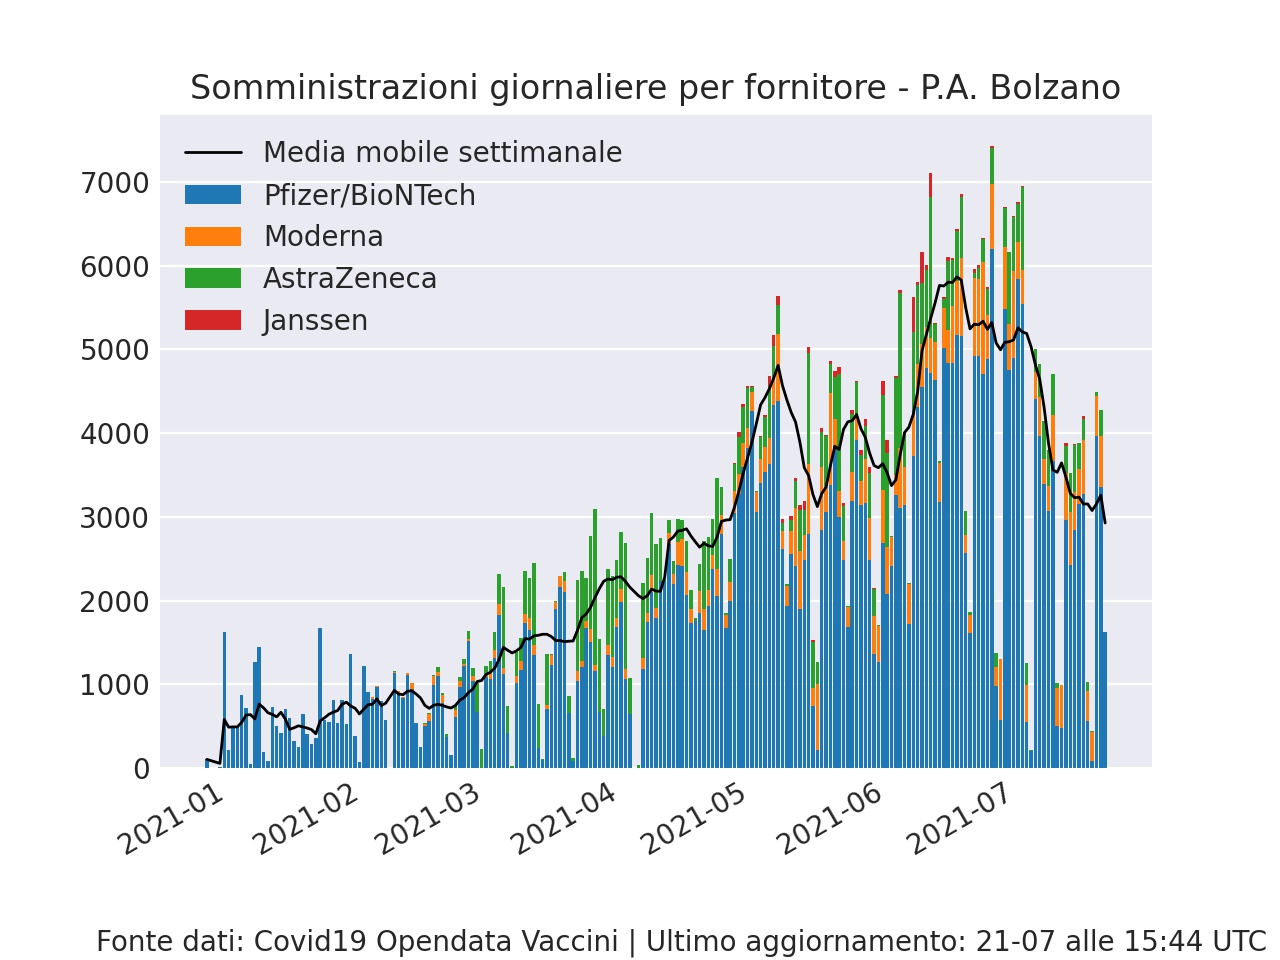 Somministrazioni giornaliere per fornitore - P.A. Bolzano
Media mobile settimanale
Pfizer/BioNTech
Moderna
AstraZeneca
Janssen
7000
6000
5000
4000
3000
2000
1000
0
2021-01
2021-02
2021-03
2021-04
2021-05
2021-06
2021-07
Fonte dati: Covid19 Opendata Vaccini | Ultimo aggiornamento: 21-07 alle 15:44 UTC